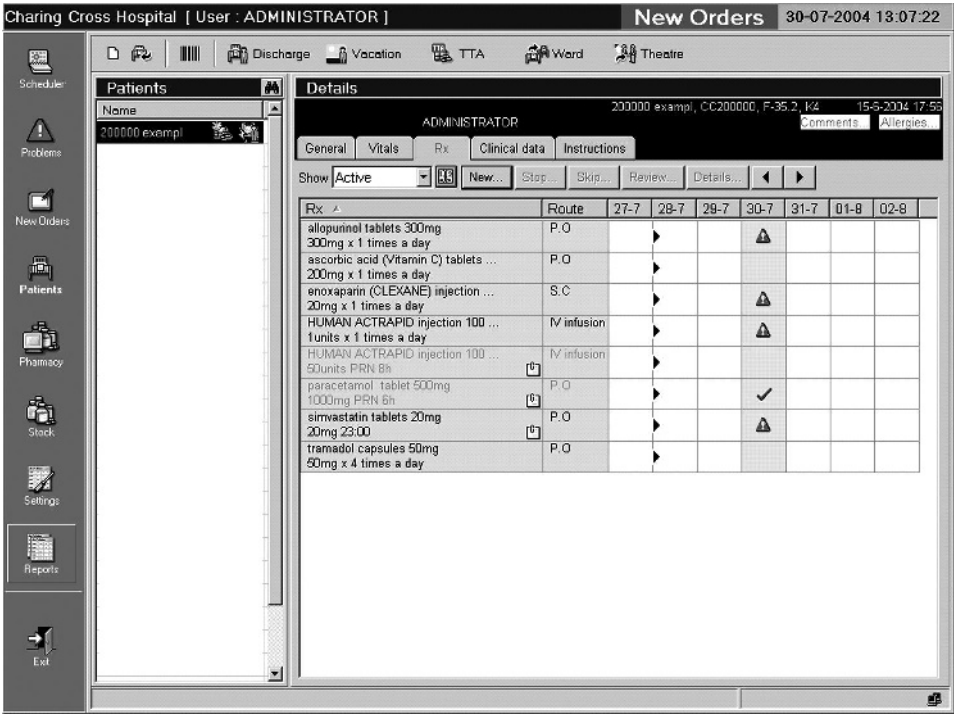 Charing Cross Hospital [ User : ADMINISTRATOR ]
New Orders
30-07-2004 13:07:22
Discharge
Vacation
TTA
Ward
Theatre
Scheduler
Problems
New Orders
Patients
Pharmacy
Stock
Settings
Reports
Exit
Patients
Name
200000 exampl
Details
200000 exampl, CC200000, F-35.2, K4
15-6-2004 17:56
ADMINISTRATOR
Comments...
Allergies...
General
Vitals
Rx
Clinical data
Instructions
Show Active
New...
Stop...
Skip...
Review...
Details...
Rx Route 27-7 28-7 29-7 30-7 31-7 01-8 02-8
allopurinol tablets 300mg P.O
300mg x 1 times a day
ascorbic acid (Vitamin C) tablets ... P.O
200mg x 1 times a day
enoxaparin (CLEXANE) injection ... S.C
20mg x 1 times a day
HUMAN ACTRAPID injection 100 ... IV infusion
1units x 1 times a day
HUMAN ACTRAPID injection 100 ... IV infusion
50units PRN 8h
paracetamol tablet 500mg P.O
1000mg PRN 6h
simvastatin tablets 20mg P.O
20mg 23:00
tramadol capsules 50mg P.O
50mg x 4 times a day